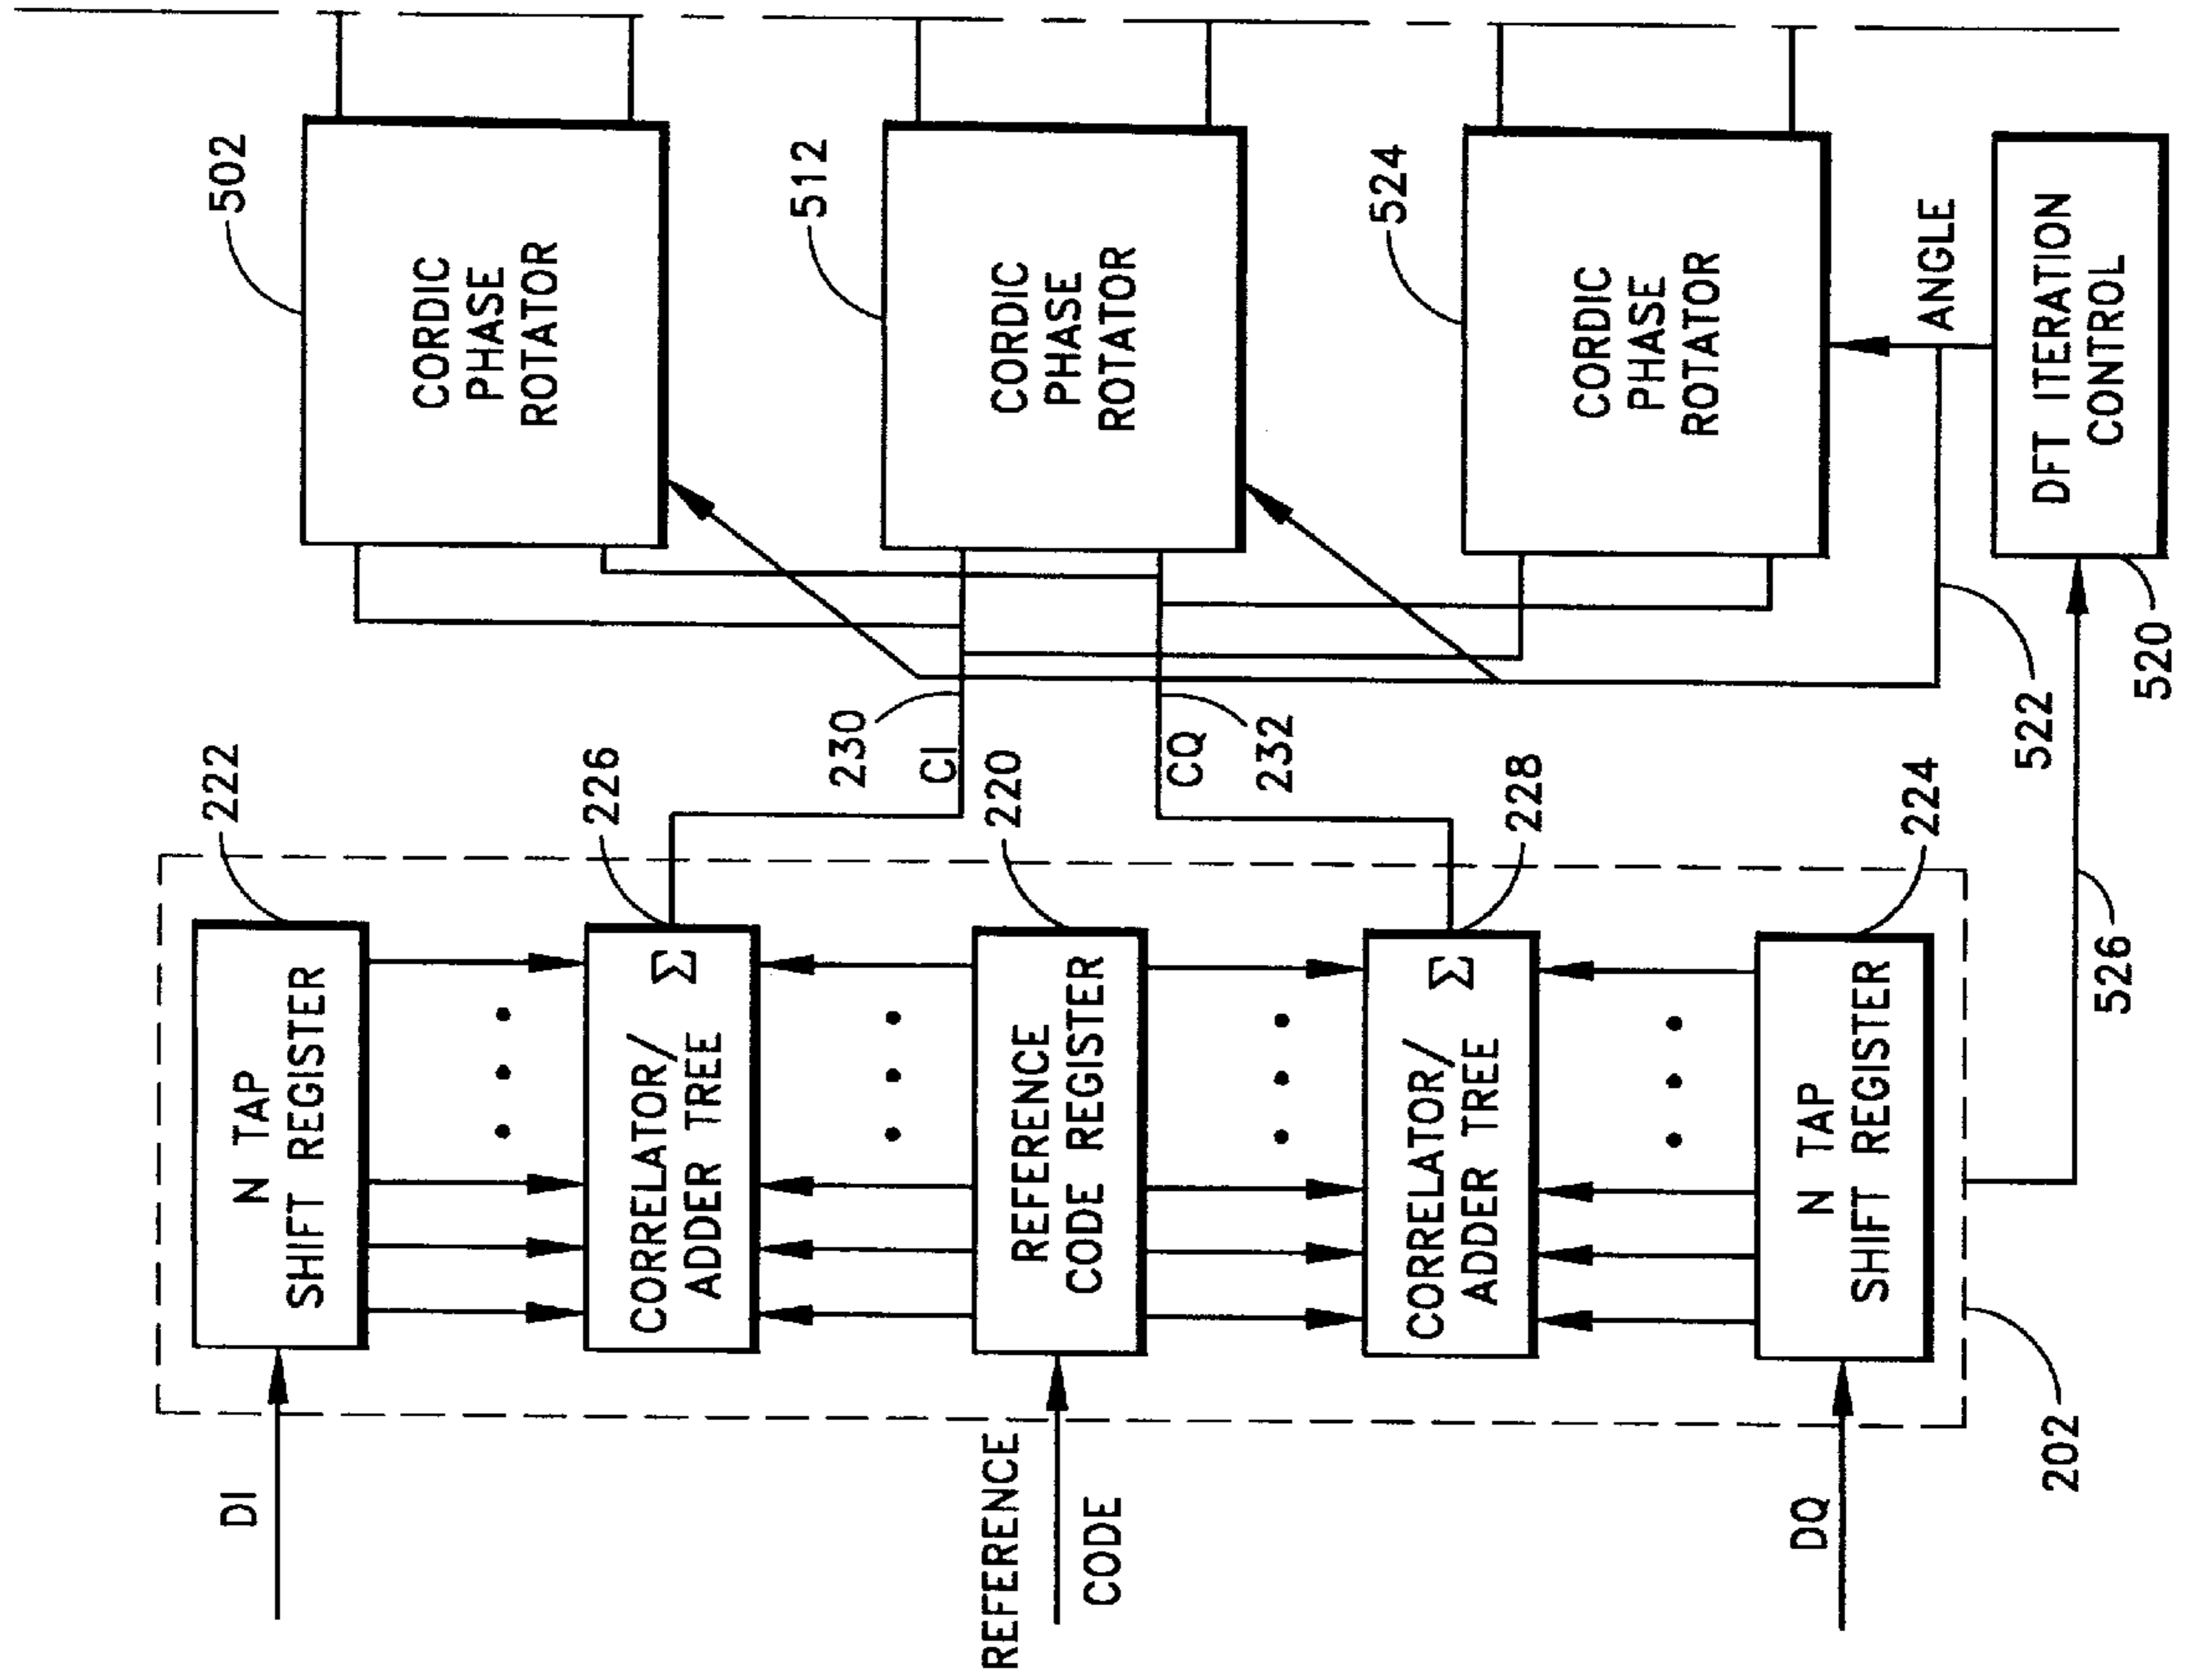 DI
REFERENCE
CODE
DQ
202
N TAP
SHIFT REGISTER
222
CORRELATOR/
ADDER TREE
Σ
226
REFERENCE
CODE REGISTER
220
CORRELATOR/
ADDER TREE
Σ
228
N TAP
SHIFT REGISTER
224
230
CI
CQ
232
522
526
520
CORDIC
PHASE
ROTATOR
502
CORDIC
PHASE
ROTATOR
512
CORDIC
PHASE
ROTATOR
524
ANGLE
DFT ITERATION
CONTROL